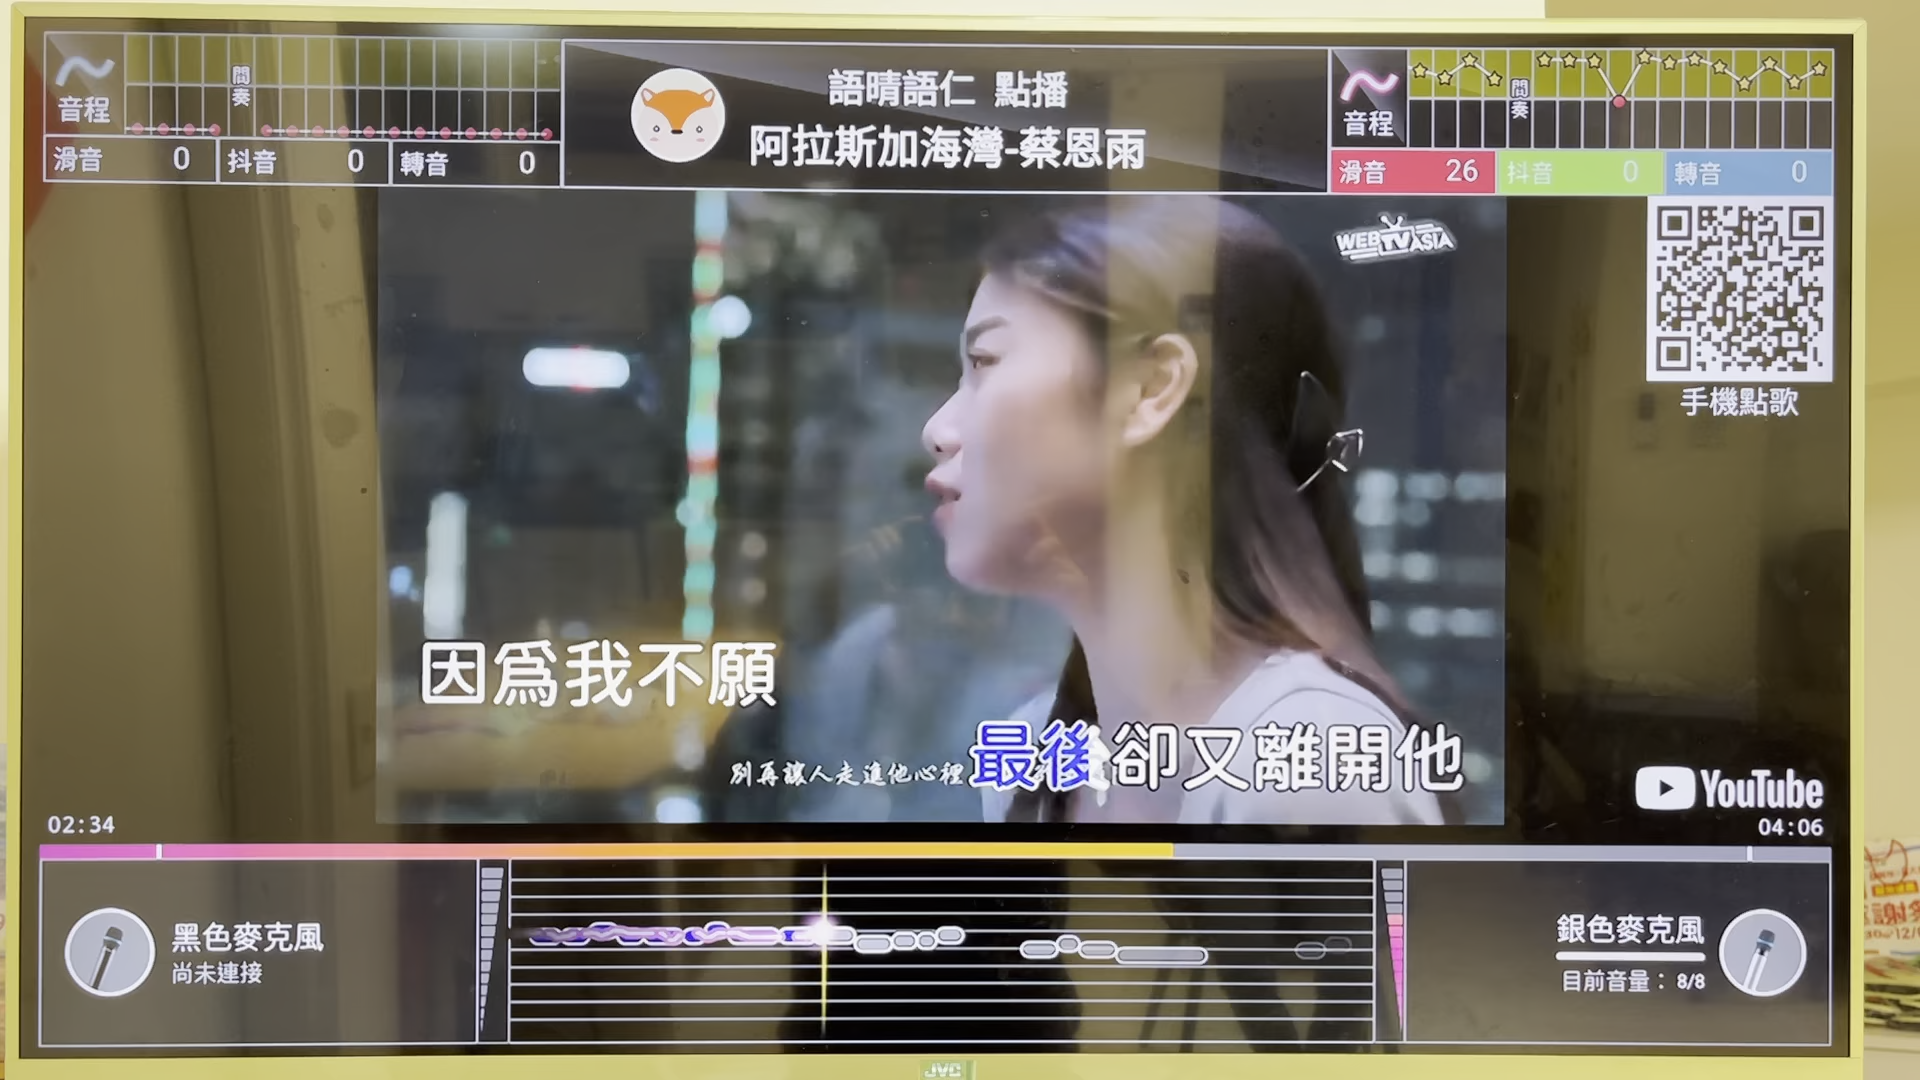 音程
間奏
滑音 0
抖音 0
轉音 0
語晴語仁 點播
阿拉斯加海灣-蔡恩雨
音程
間奏
滑音 26
抖音 0
轉音 0
WEBTVASIA
手機點歌
因爲我不願
別再讓人走進他心裡
最後卻又離開他
YouTube
02:34
04:06
黑色麥克風
尚未連接
銀色麥克風
目前音量：8/8
JVC